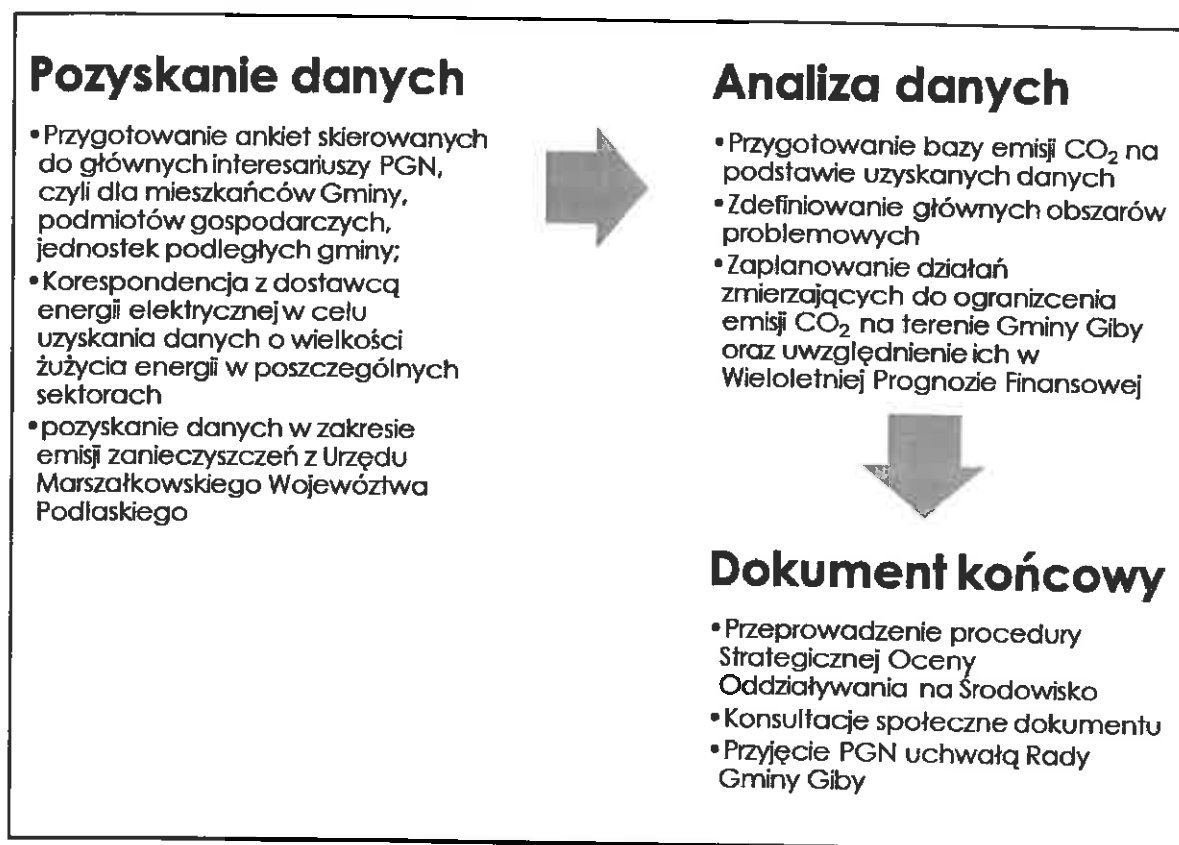 Pozyskanie danych
•Przygotowanie ankiet skierowanych
do głównych interesariuszy PGN,
czyli dla mieszkańców Gminy,
podmiotów gospodarczych,
jednostek podległych gminy;
•Korespondencja z dostawcą
energii elektrycznej w celu
uzyskania danych o wielkości
żużycia energii w poszczególnych
sektorach
•pozyskanie danych w zakresie
emisji zanieczyszczeń z Urzędu
Marszałkowskiego Wojewóztwa
Podlaskiego
Analiza danych
•Przygotowanie bazy emisji CO₂ na
podstawie uzyskanych danych
•Zdefiniowanie głównych obszarów
problemowych
•Zaplanowanie działań
zmierzających do ogranizcenia
emisji CO₂ na terenie Gminy Giby
oraz uwzględnienie ich w
Wieloletniej Prognozie Finansowej
Dokument końcowy
•Przeprowadzenie procedury
Strategicznej Oceny
Oddziaływania na Środowisko
•Konsultacje społeczne dokumentu
•Przyjęcie PGN uchwałą Rady
Gminy Giby